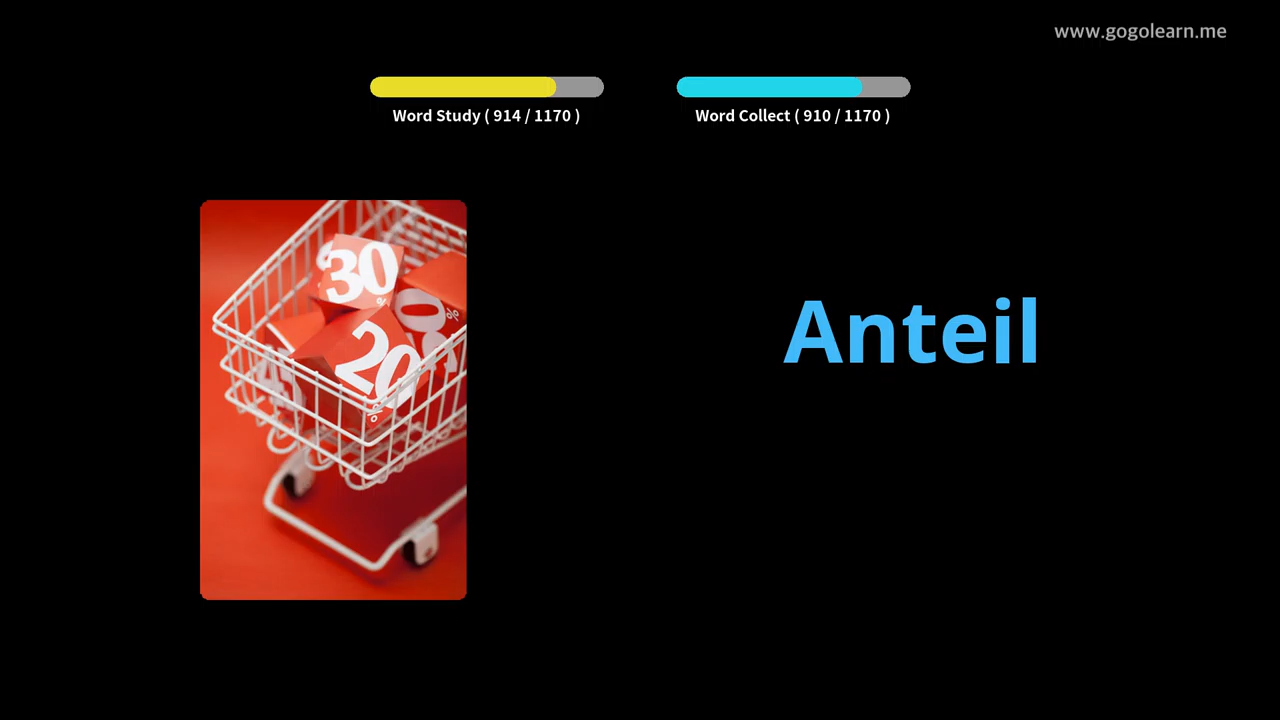 www.gogolearn.me
Word Study ( 914 / 1170 )
Word Collect ( 910 / 1170 )
30
%
20
%
%
Anteil